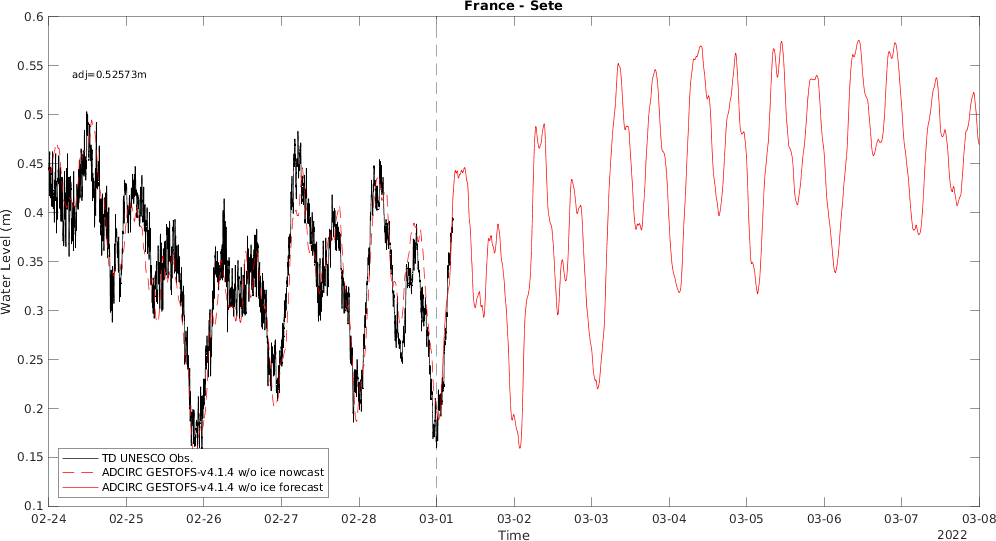 France - Sete
adj=0.52573m
Water Level (m)
0.6
0.55
0.5
0.45
0.4
0.35
0.3
0.25
0.2
0.15
0.1
TD UNESCO Obs.
ADCIRC GESTOFS-v4.1.4 w/o ice nowcast
ADCIRC GESTOFS-v4.1.4 w/o ice forecast
02-24 02-25 02-26 02-27 02-28 03-01 03-02 03-03 03-04 03-05 03-06 03-07 03-08
Time
2022